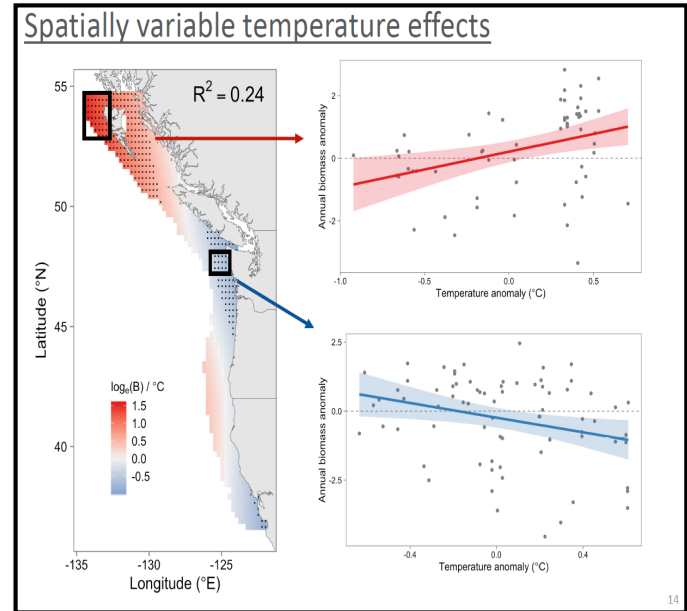 Spatially variable temperature effects
R² = 0.24
55
50
45
40
Latitude (°N)
logₑ(B) / °C
1.5
1.0
0.5
0.0
-0.5
-135
-130
-125
Longitude (°E)
Annual biomass anomaly
2
0
-2
-1.0
-0.5
0.0
0.5
Temperature anomaly (°C)
Annual biomass anomaly
2.5
0.0
-2.5
-0.4
0.0
0.4
Temperature anomaly (°C)
14